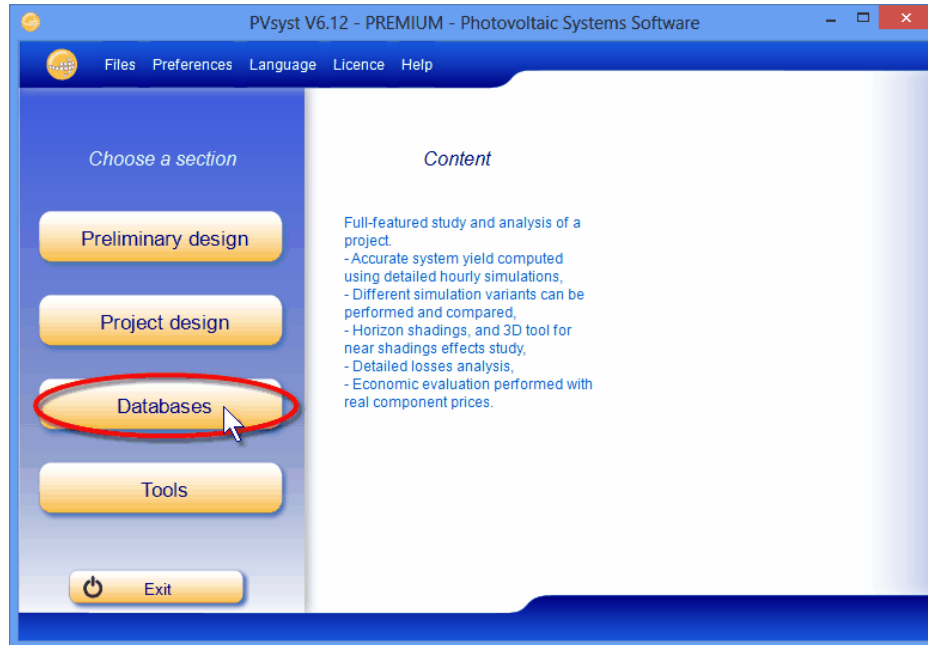 PVsyst V6.12 - PREMIUM - Photovoltaic Systems Software
Files Preferences Language Licence Help
Choose a section
Preliminary design
Project design
Databases
Tools
Exit
Content
Full-featured study and analysis of a
project.
- Accurate system yield computed
using detailed hourly simulations,
- Different simulation variants can be
performed and compared,
- Horizon shadings, and 3D tool for
near shadings effects study,
- Detailed losses analysis,
- Economic evaluation performed with
real component prices.